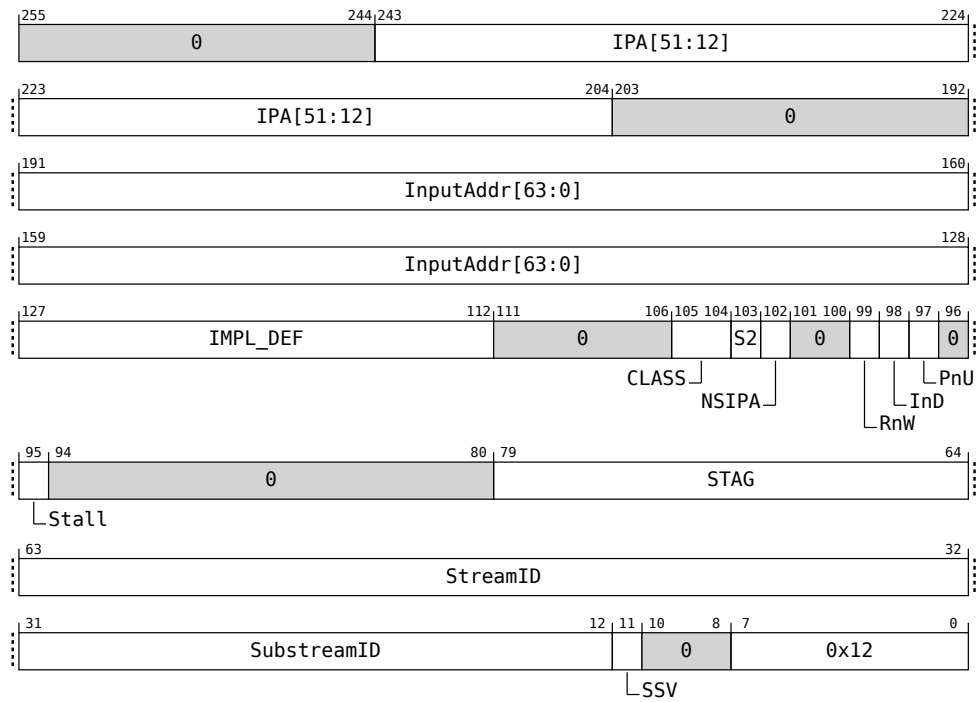 255 244 243 224
0 IPA[51:12]
223 204 203 192
IPA[51:12] 0
191 160
InputAddr[63:0]
159 128
InputAddr[63:0]
127 112 111 106 105 104 103 102 101 100 99 98 97 96
IMPL_DEF 0 S2 0 0
CLASS PnU
NSIPA InD
RnW
95 94 80 79 64
0 STAG
Stall
63 32
StreamID
31 12 11 10 8 7 0
SubstreamID 0 0x12
SSV